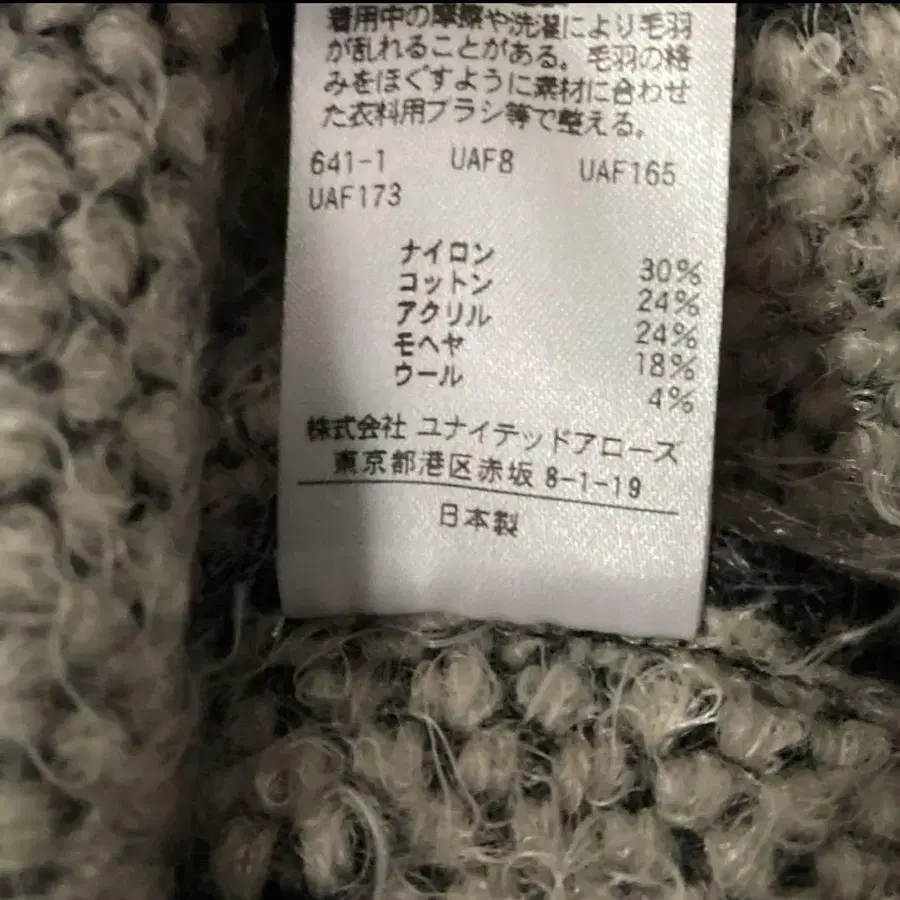 着用中の摩擦や洗濯により毛羽
が乱れることがある。毛羽の絡
みをほぐすように素材に合わせ
た衣料用ブラシ等で整える。
641-1 UAF8 UAF165
UAF173
ナイロン 30%
コットン 24%
アクリル 24%
モヘヤ 18%
ウール 4%
株式会社 ユナイテッドアローズ
東京都港区赤坂 8-1-19
日本製